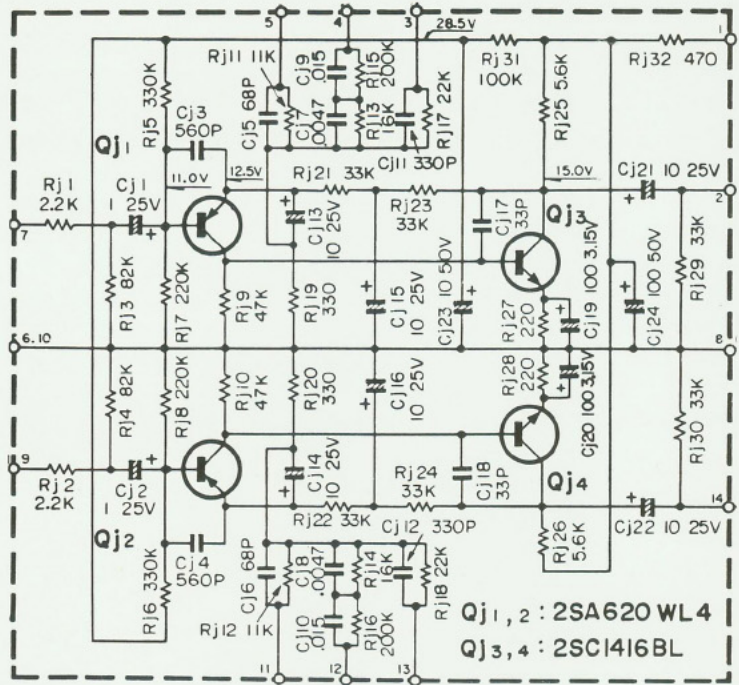 5
4
3
28.5V
1
Rj5 330K
Cj3
560P
Qj1
11.0V
12.5V
Rj11 11K
Cj5 68P
Cj9
.015
Cj7
.0047
Rj15
200K
Rj13
16K
Cj11 330P
Rj17 22K
Rj31
100K
Rj25 5.6K
Rj32 470
Rj1
2.2K
Cj1
1 25V
7
Rj3 82K
Rj7 220K
Rj9
47K
Rj21 33K
Cj13
10 25V
Rj19
330
Rj23
33K
Cj15
10 25V
Cj23 10 50V
Cj17
33P
15.0V
Qj3
Cj21 10 25V
2
Rj27
220
Cj19 100 3.15V
Cj24 100 50V
Rj29 33K
6.10
8
Rj4 82K
Rj8 220K
Rj10
47K
Rj20
330
Cj16
10 25V
Rj28
220
Cj20 100 3.15V
Rj30 33K
9
Rj2
2.2K
Cj2
1 25V
Qj2
Cj14
10 25V
Rj22 33K
Rj24
33K
Cj18
33P
Qj4
Cj12 330P
Rj26
5.6K
Cj22 10 25V
14
Rj6 330K
Cj4
560P
Cj6 68P
Rj12 11K
Cj8
.0047
Cj10
.015
Rj14
16K
Rj16
200K
Rj18 22K
Qj1, 2 : 2SA620 WL4
Qj3, 4 : 2SC1416BL
11
12
13